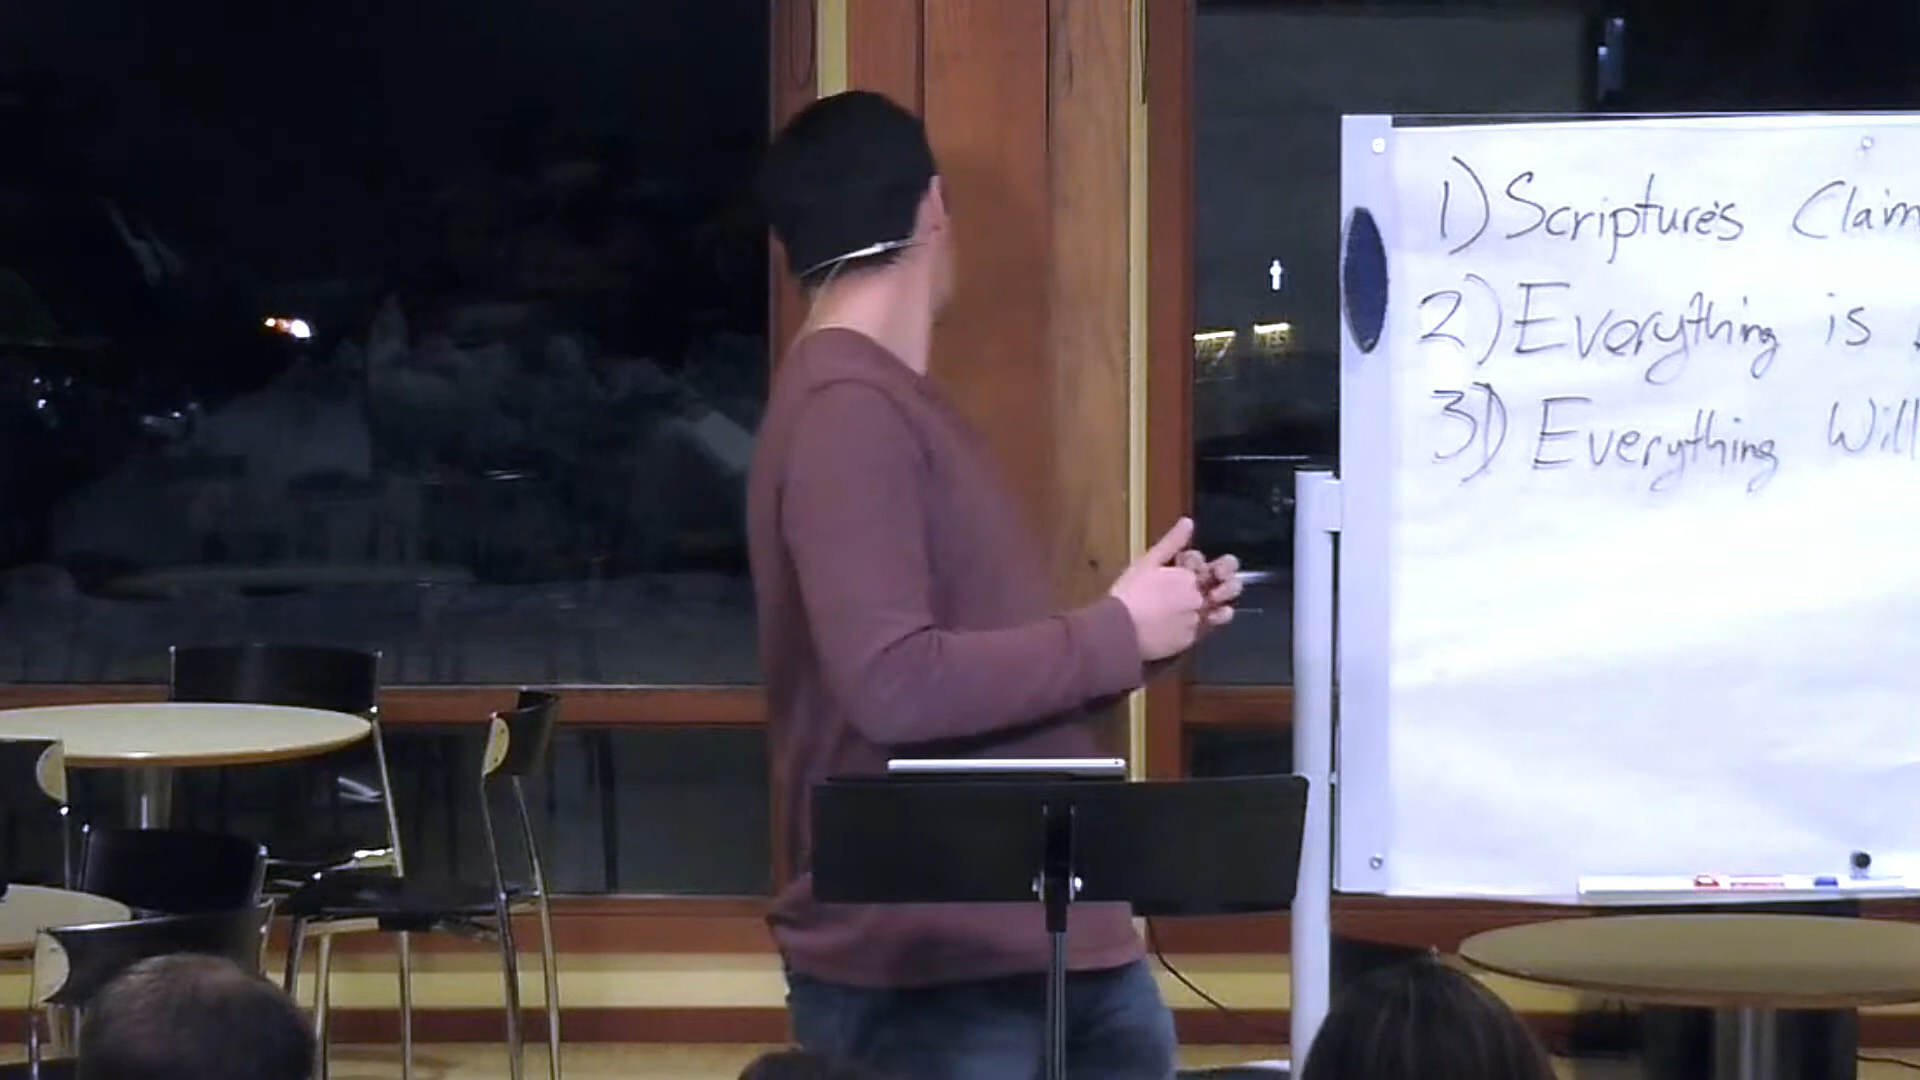 1) Scripture's Claim
2) Everything is
3) Everything Will